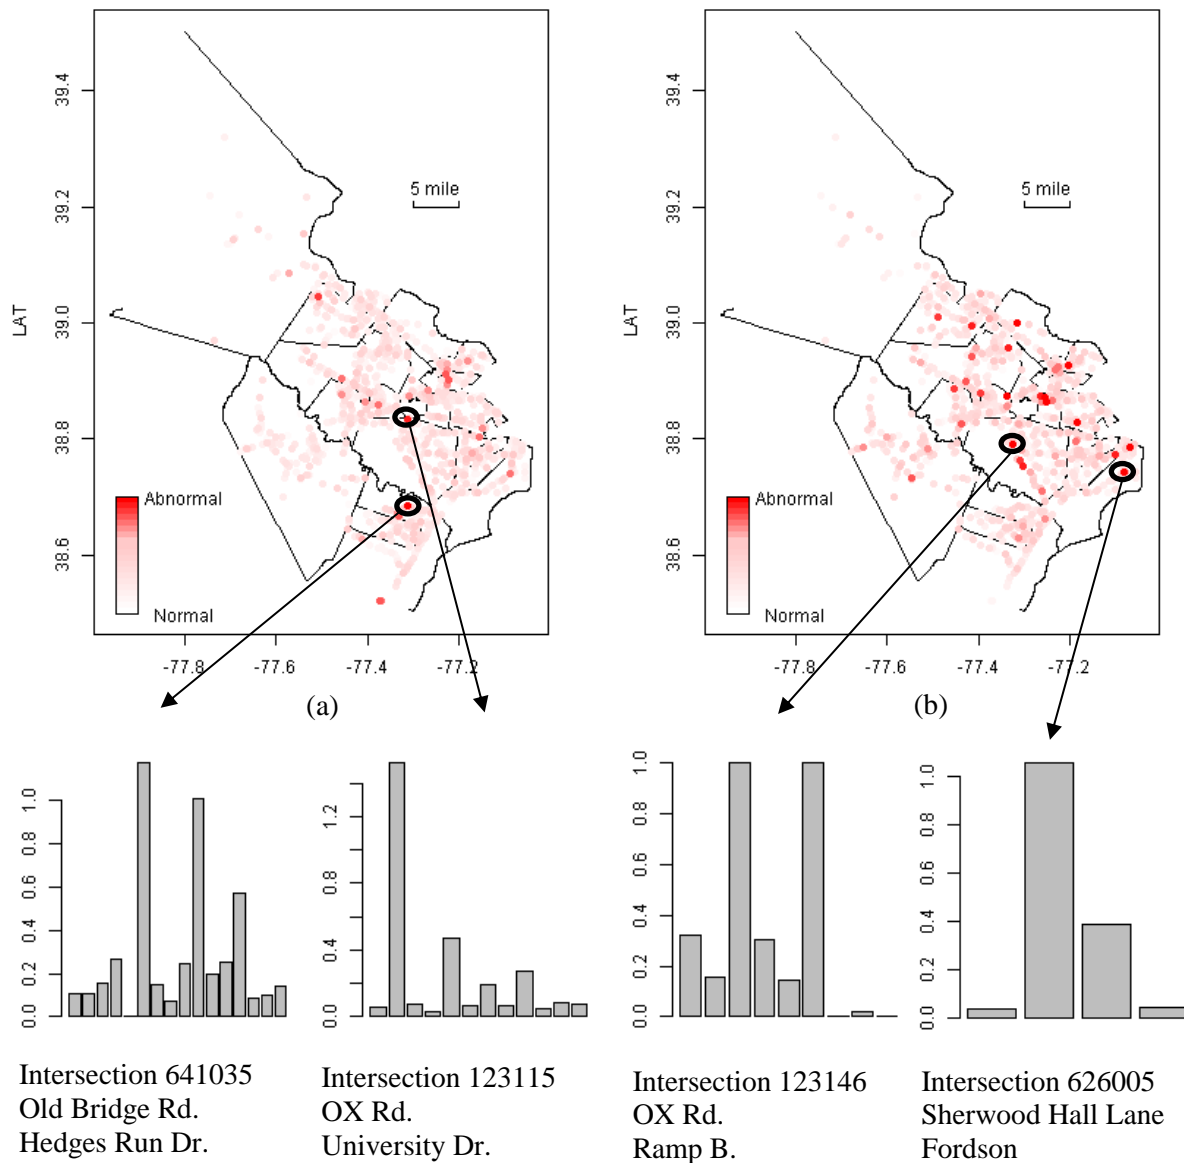 39.4
39.2
39.0
38.8
38.6
LAT
5 mile
Abnormal
Normal
-77.8
-77.6
-77.4
-77.2
(a)
39.4
39.2
39.0
38.8
38.6
LAT
5 mile
Abnormal
Normal
-77.8
-77.6
-77.4
-77.2
(b)
1.0
0.8
0.6
0.4
0.2
0.0
1.2
0.8
0.4
0.0
1.0
0.8
0.6
0.4
0.2
0.0
1.0
0.8
0.6
0.4
0.2
0.0
Intersection 641035
Old Bridge Rd.
Hedges Run Dr.
Intersection 123115
OX Rd.
University Dr.
Intersection 123146
OX Rd.
Ramp B.
Intersection 626005
Sherwood Hall Lane
Fordson